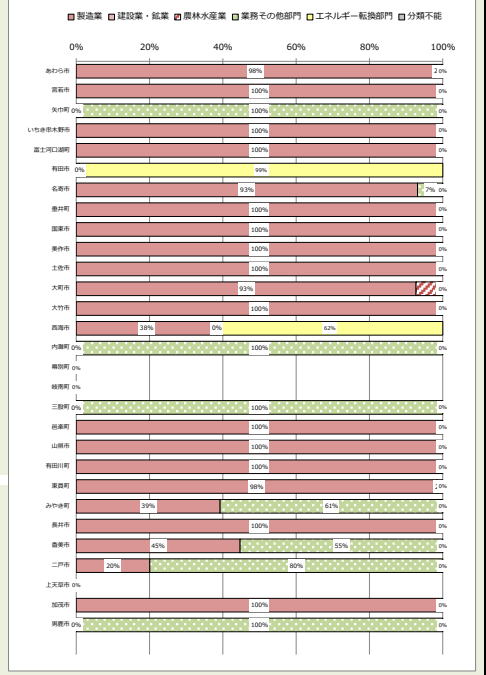 製造業 建設業・鉱業 農林水産業 業務その他部門 エネルギー転換部門 分類不能
0% 20% 40% 60% 80% 100%
あわら市 98% 0%
宮若市 100% 0%
矢巾町 0% 100% 0%
いちき串木野市 100% 0%
富士河口湖町 100% 0%
有田市 0% 99%
名寄市 93% 7% 0%
垂井町 100% 0%
国東市 100% 0%
美作市 100% 0%
土佐市 100% 0%
大町市 93% 0%
大竹市 100% 0%
西海市 38% 0% 62%
内灘町 0% 100% 0%
幕別町 0%
岐南町 0%
三股町 0% 100% 0%
邑楽町 100% 0%
山県市 100% 0%
有田川町 100% 0%
東員町 98% 0%
みやき町 39% 61% 0%
長井市 100% 0%
香美市 45% 55% 0%
二戸市 20% 80% 0%
上天草市 0%
加茂市 100% 0%
男鹿市 0% 100% 0%